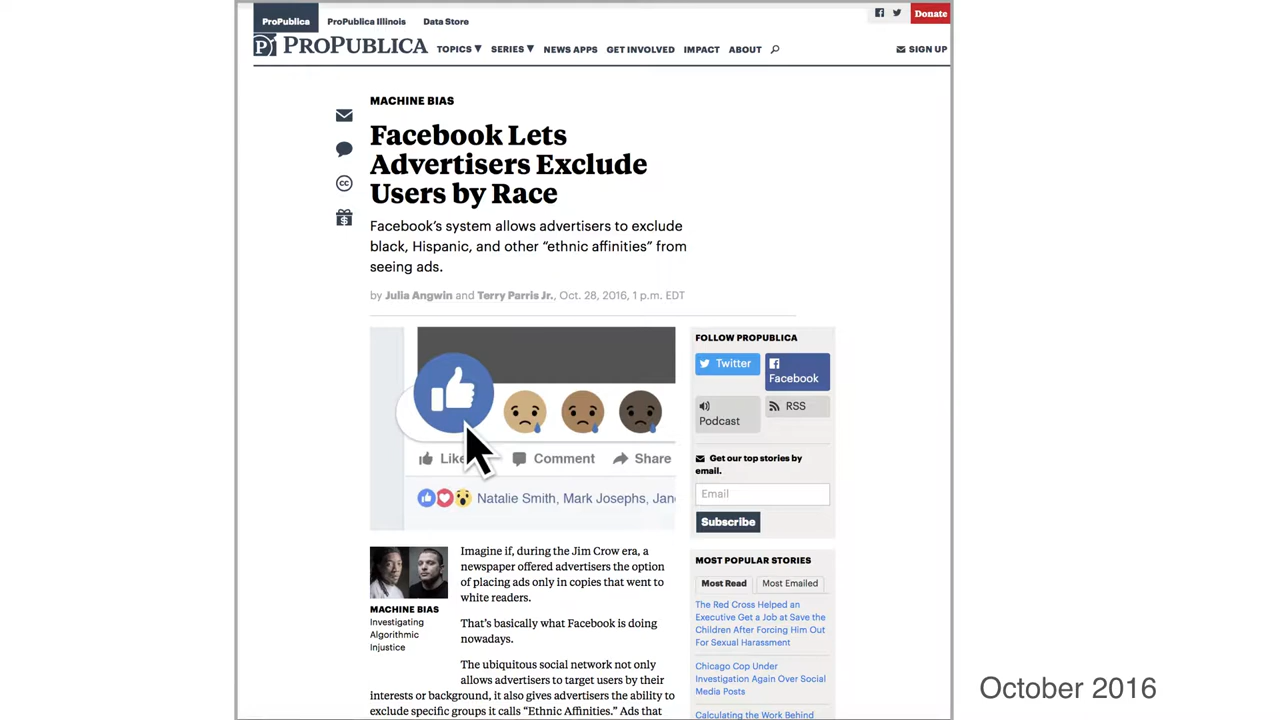 ProPublica ProPublica Illinois Data Store
Donate
PROPUBLICA TOPICS ▼ SERIES ▼ NEWS APPS GET INVOLVED IMPACT ABOUT SIGN UP
MACHINE BIAS
Facebook Lets
Advertisers Exclude
Users by Race
Facebook’s system allows advertisers to exclude
black, Hispanic, and other “ethnic affinities” from
seeing ads.
by Julia Angwin and Terry Parris Jr., Oct. 28, 2016, 1 p.m. EDT
Like Comment Share
Natalie Smith, Mark Josephs, Jane
FOLLOW PROPUBLICA
Twitter
Facebook
Podcast
RSS
Get our top stories by
email.
Email
Subscribe
MACHINE BIAS
Investigating
Algorithmic
Injustice
Imagine if, during the Jim Crow era, a
newspaper offered advertisers the option
of placing ads only in copies that went to
white readers.
That’s basically what Facebook is doing
nowadays.
The ubiquitous social network not only
allows advertisers to target users by their
interests or background, it also gives advertisers the ability to
exclude specific groups it calls “Ethnic Affinities.” Ads that
MOST POPULAR STORIES
Most Read Most Emailed
The Red Cross Helped an
Executive Get a Job at Save the
Children After Forcing Him Out
For Sexual Harassment
Chicago Cop Under
Investigation Again Over Social
Media Posts
Calculating the Work Behind
October 2016